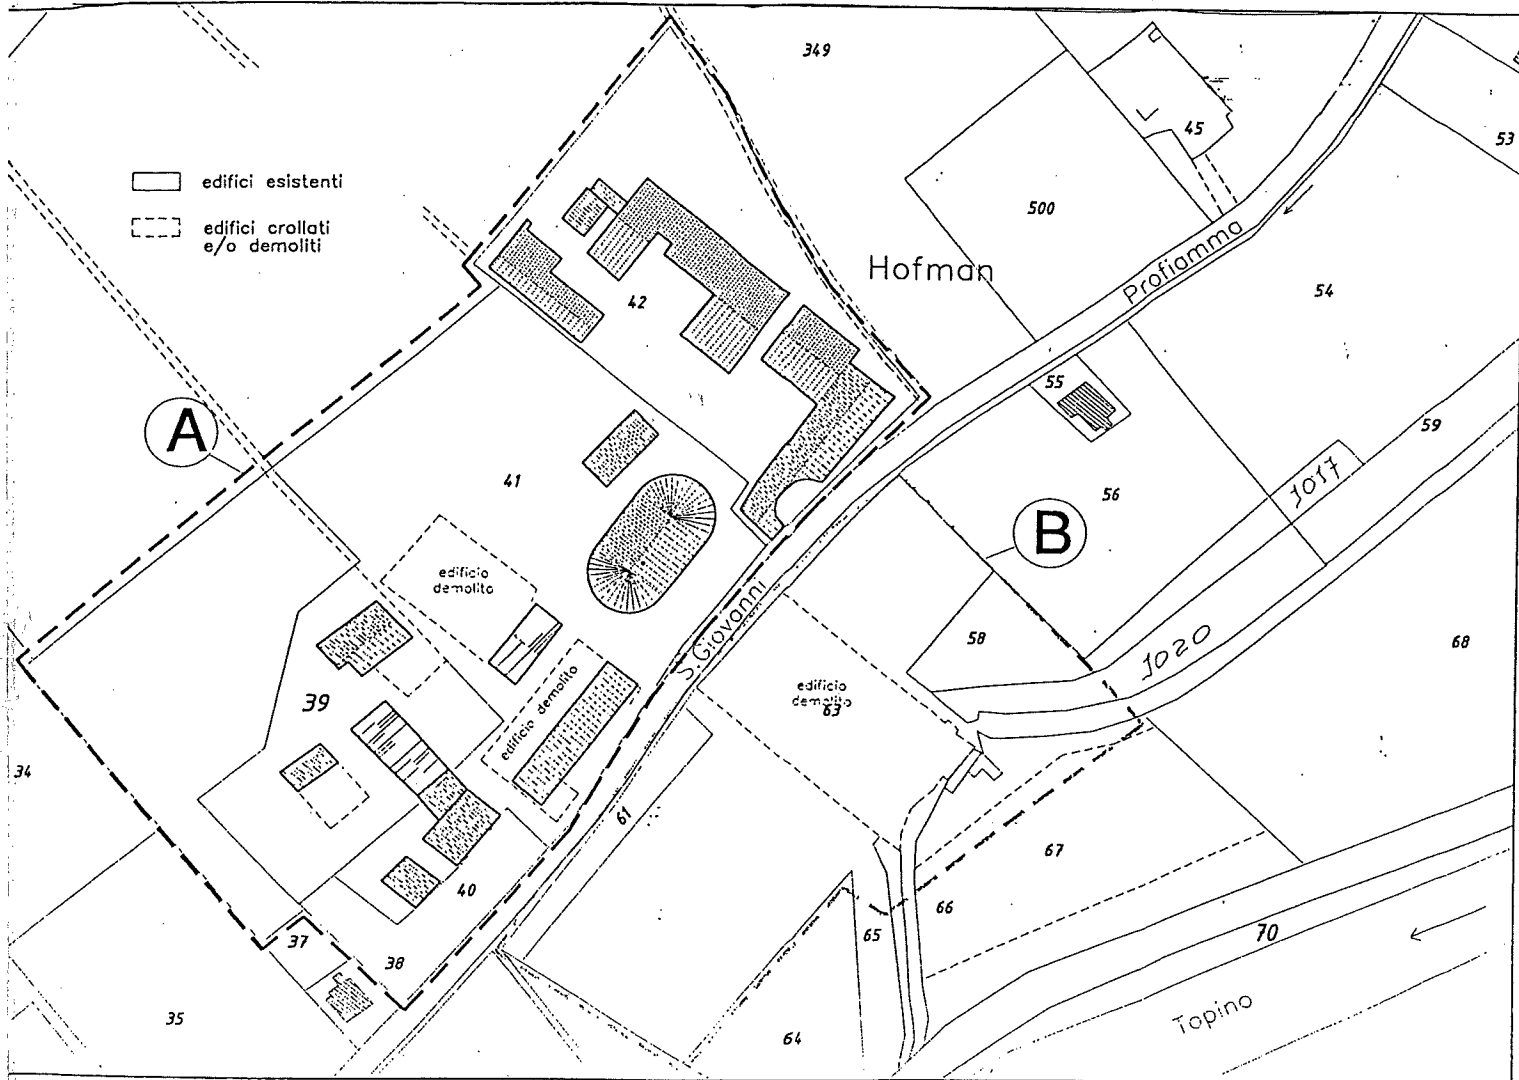 349
45
53
edifici esistenti
edifici crollati
e/o demoliti
500
Profiamma
Hofman
54
42
55
59
A
1017
41
56
B
edificio
demolito
S. Giovanni
58
1020
68
edificio demolito
edificio
demolito
63
39
34
61
67
40
66
65
70
37
38
35
64
Topino